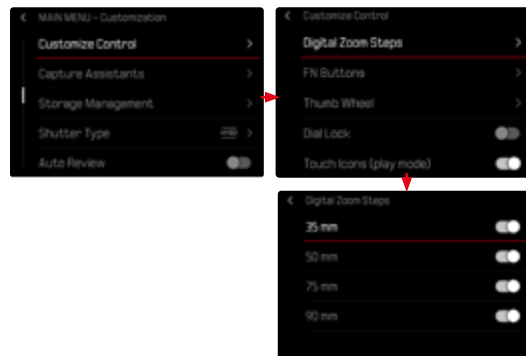 MAIN MENU - Customization
Customize Control
Capture Assistants
Storage Management
Shutter Type
Auto Review
Customize Control
Digital Zoom Steps
FN Buttons
Thumb Wheel
Dial Lock
Touch Icons (play mode)
Digital Zoom Steps
35 mm
50 mm
75 mm
90 mm